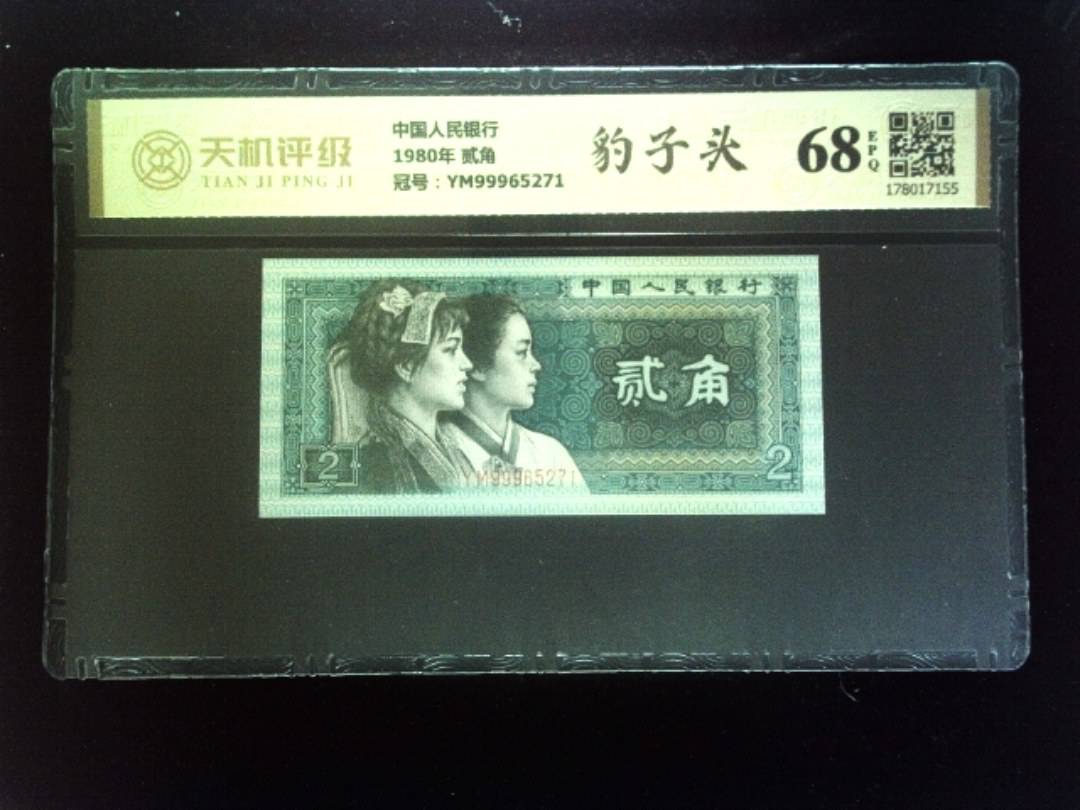 天机评级
TIAN JI PING JI
中国人民银行
1980年 贰角
冠号：YM99965271
豹子头
68
EPQ
178017155
中国人民银行
贰角
2
2
YM99965271